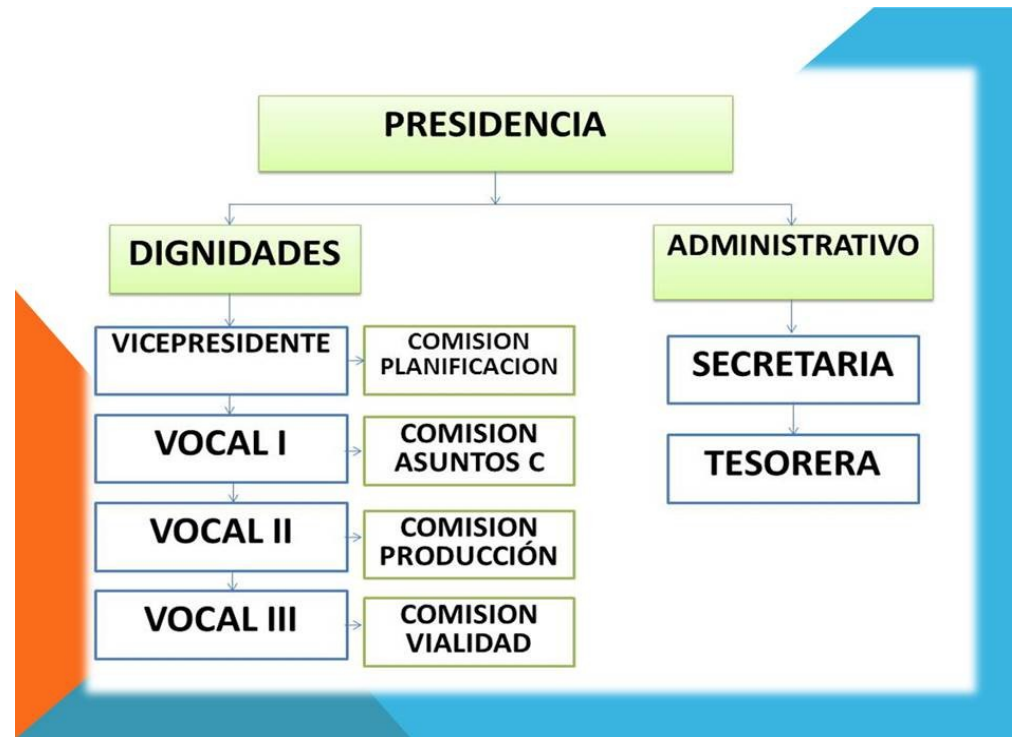 PRESIDENCIA
DIGNIDADES
ADMINISTRATIVO
VICEPRESIDENTE
COMISION
PLANIFICACION
VOCAL I
COMISION
ASUNTOS C
VOCAL II
COMISION
PRODUCCIÓN
VOCAL III
COMISION
VIALIDAD
SECRETARIA
TESORERA